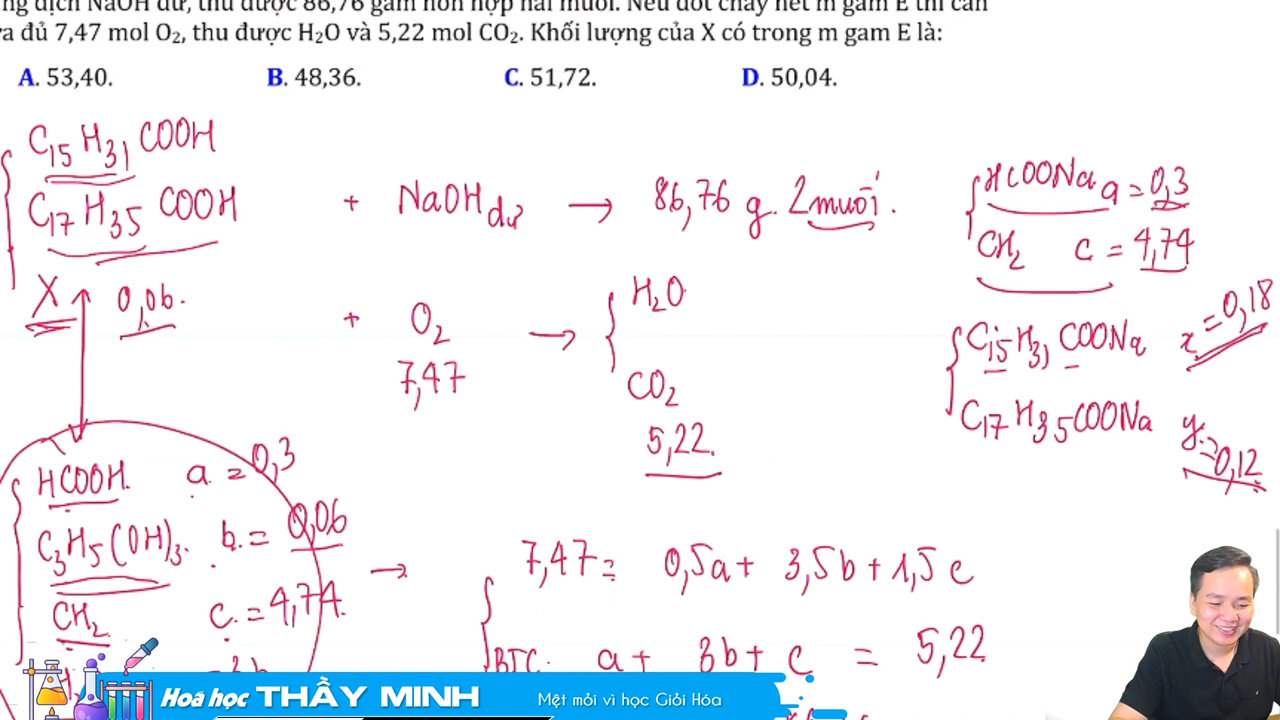 ng dịch NaOH dư, thu được 86,76 gam hỗn hợp hai muối. Nếu đốt cháy hết m gam E thì cần
a đủ 7,47 mol O₂, thu được H₂O và 5,22 mol CO₂. Khối lượng của X có trong m gam E là:
A. 53,40. B. 48,36. C. 51,72. D. 50,04.
C₁₅H₃₁COOH
C₁₇H₃₅COOH + NaOH dư → 86,76 g. 2 muối.
HCOONa a = 0,3
CH₂ c = 4,74
X 0,06.
+ O₂ → H₂O
7,47 CO₂
5,22.
C₁₅H₃₁COONa x = 0,18
C₁₇H₃₅COONa y = 0,12
HCOOH. a = 0,3
C₃H₅(OH)₃. b. = 0,06
CH₂ c. = 4,74.
→ 7,47 = 0,5a + 3,5b + 1,5c
BTC. a + 3b + c = 5,22
Hoá học THẦY MINH
Mệt mỏi vì học Giỏi Hóa